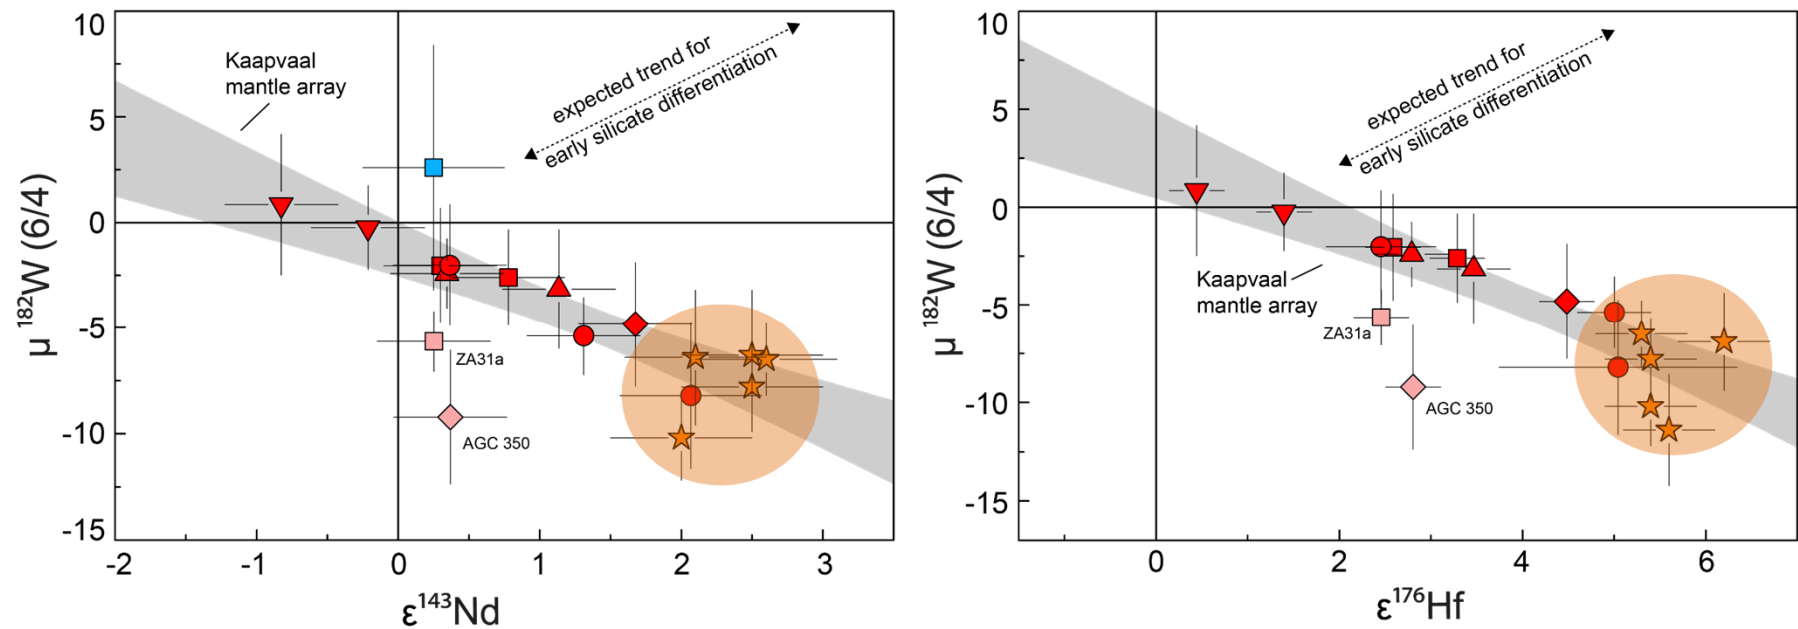 10
5
0
-5
-10
-15
-2
-1
0
1
2
3
μ ¹⁸²W (6/4)
ε¹⁴³Nd
Kaapvaal
mantle array
expected trend for
early silicate differentiation
ZA31a
AGC 350
10
5
0
-5
-10
-15
0
2
4
6
μ ¹⁸²W (6/4)
ε¹⁷⁶Hf
expected trend for
early silicate differentiation
Kaapvaal
mantle array
ZA31a
AGC 350